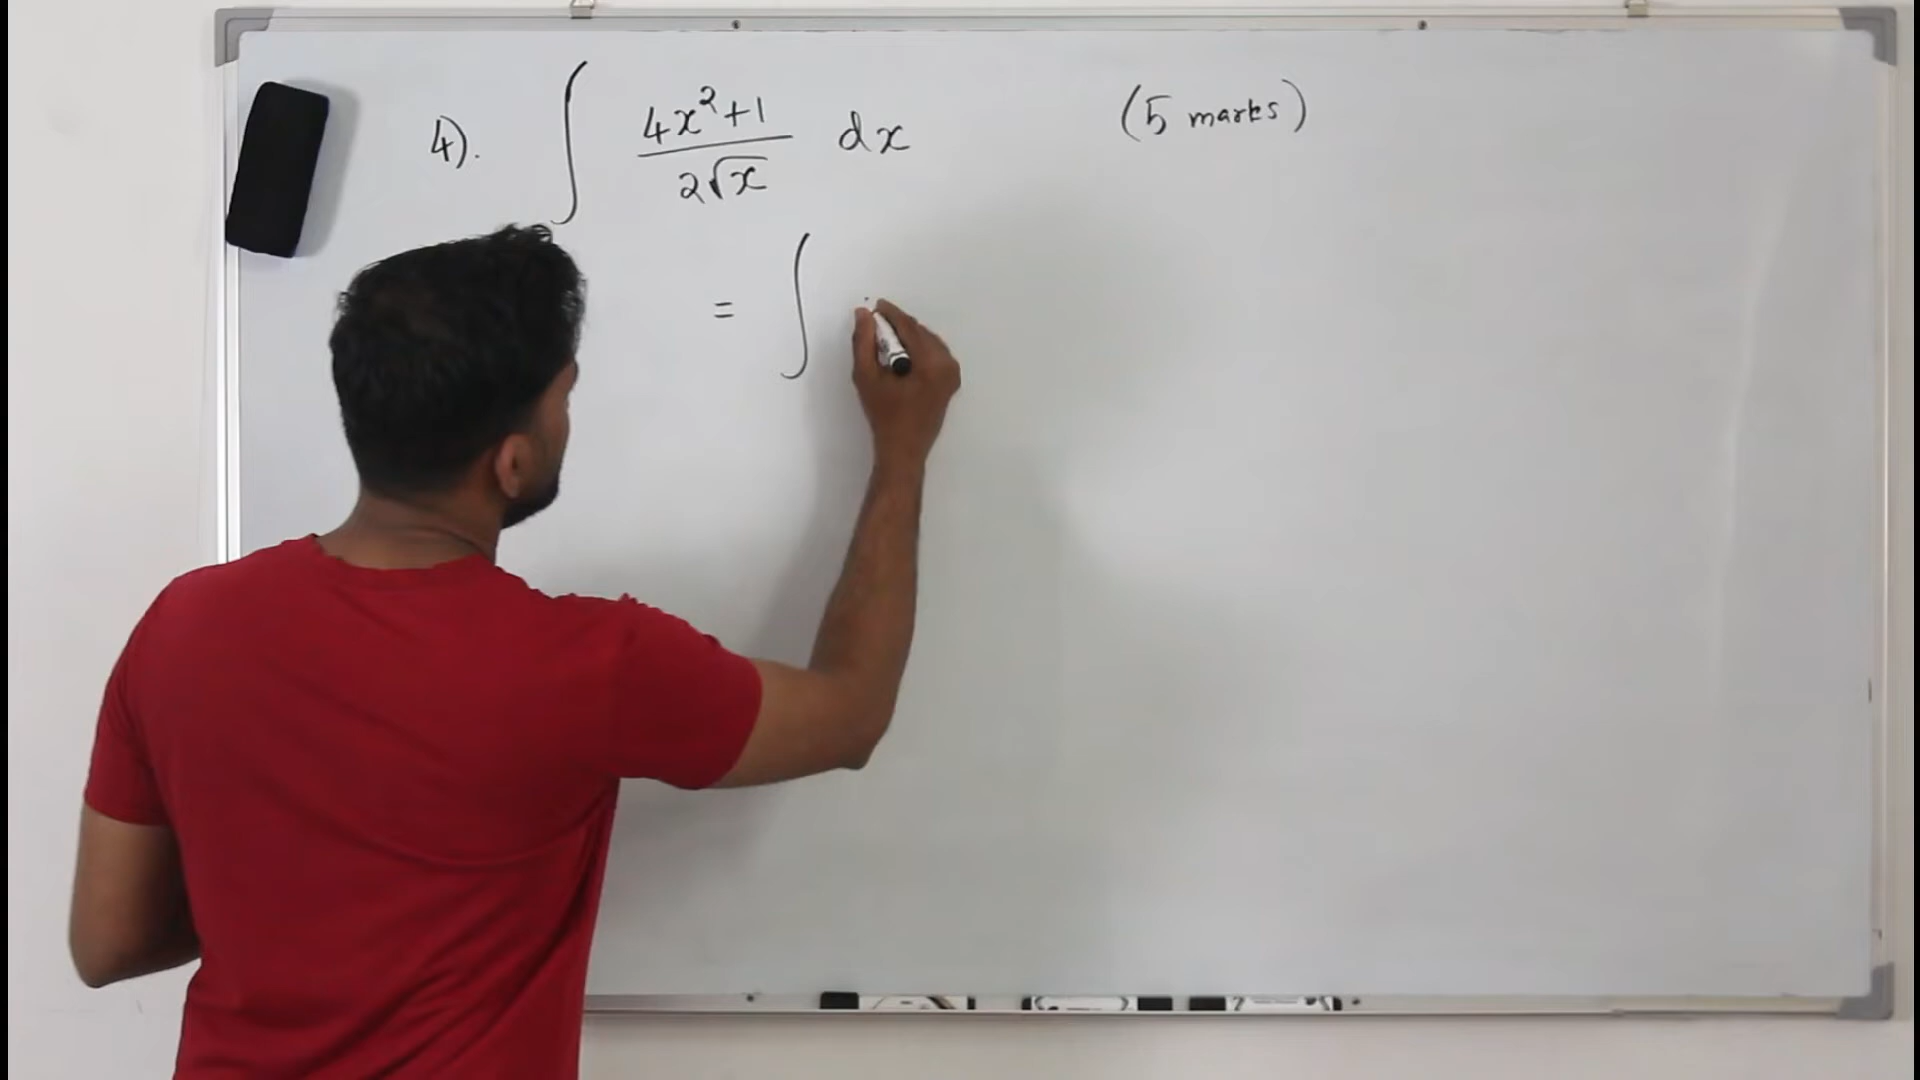 4). ∫ (4x²+1)/(2√x) dx (5 marks)
= ∫